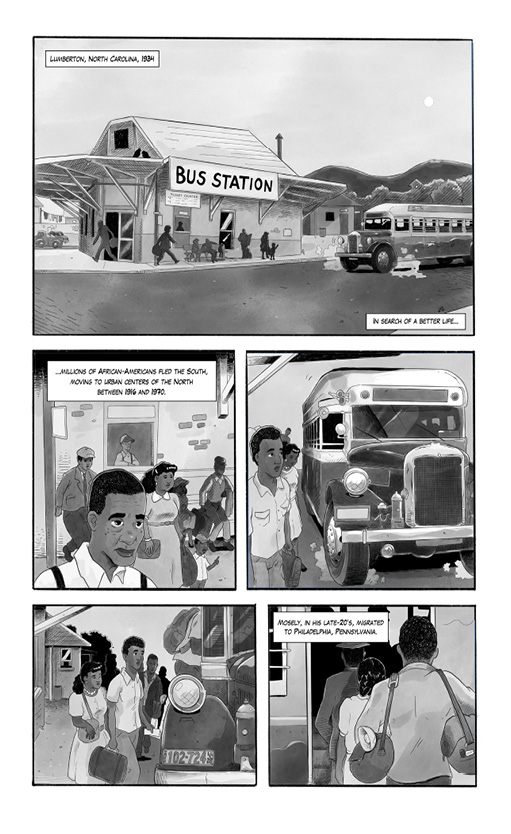 Lumberton, North Carolina, 1934
BUS STATION
In search of a better life...
...millions of African-Americans fled the South,
moving to urban centers of the North
between 1916 and 1970.
1102-724
Mosely, in his late-20's, migrated
to Philadelphia, Pennsylvania.